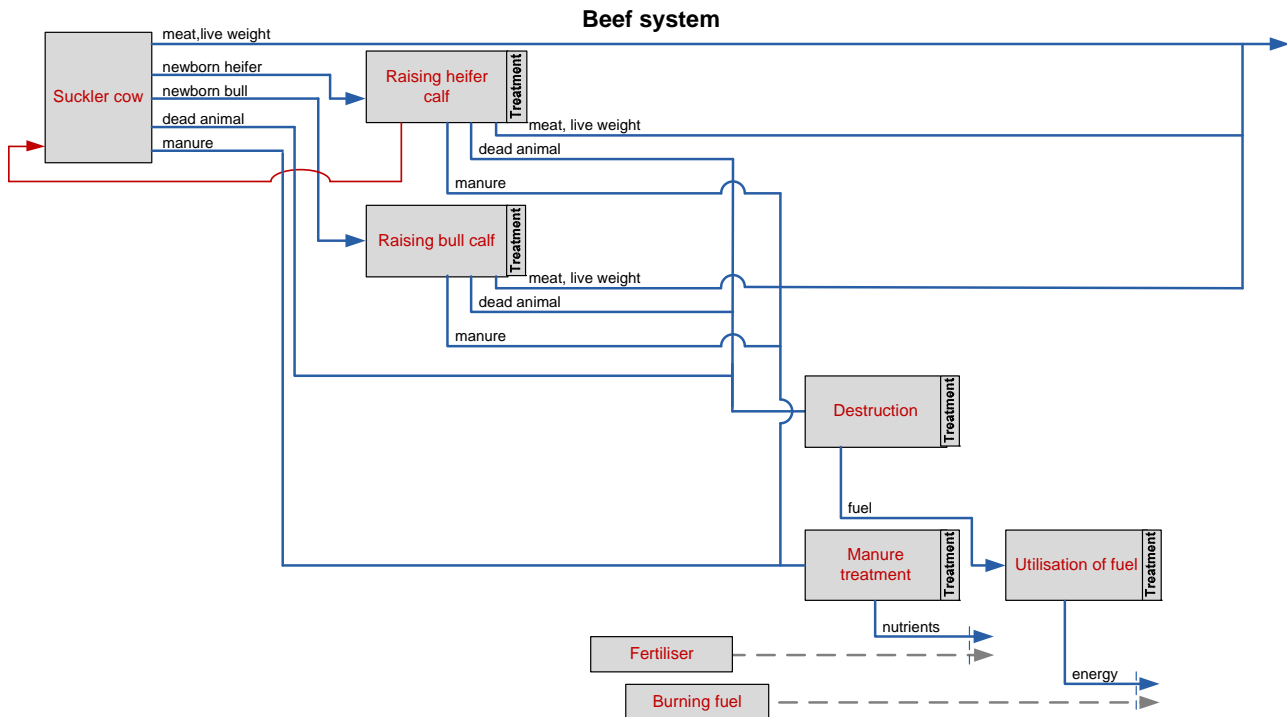 Beef system
meat,live weight
newborn heifer
newborn bull
dead animal
manure
Suckler cow
Raising heifer
calf
Treatment
meat, live weight
dead animal
manure
Raising bull calf
Treatment
meat, live weight
dead animal
manure
Destruction
Treatment
fuel
Manure
treatment
Treatment
Utilisation of fuel
Treatment
nutrients
Fertiliser
energy
Burning fuel